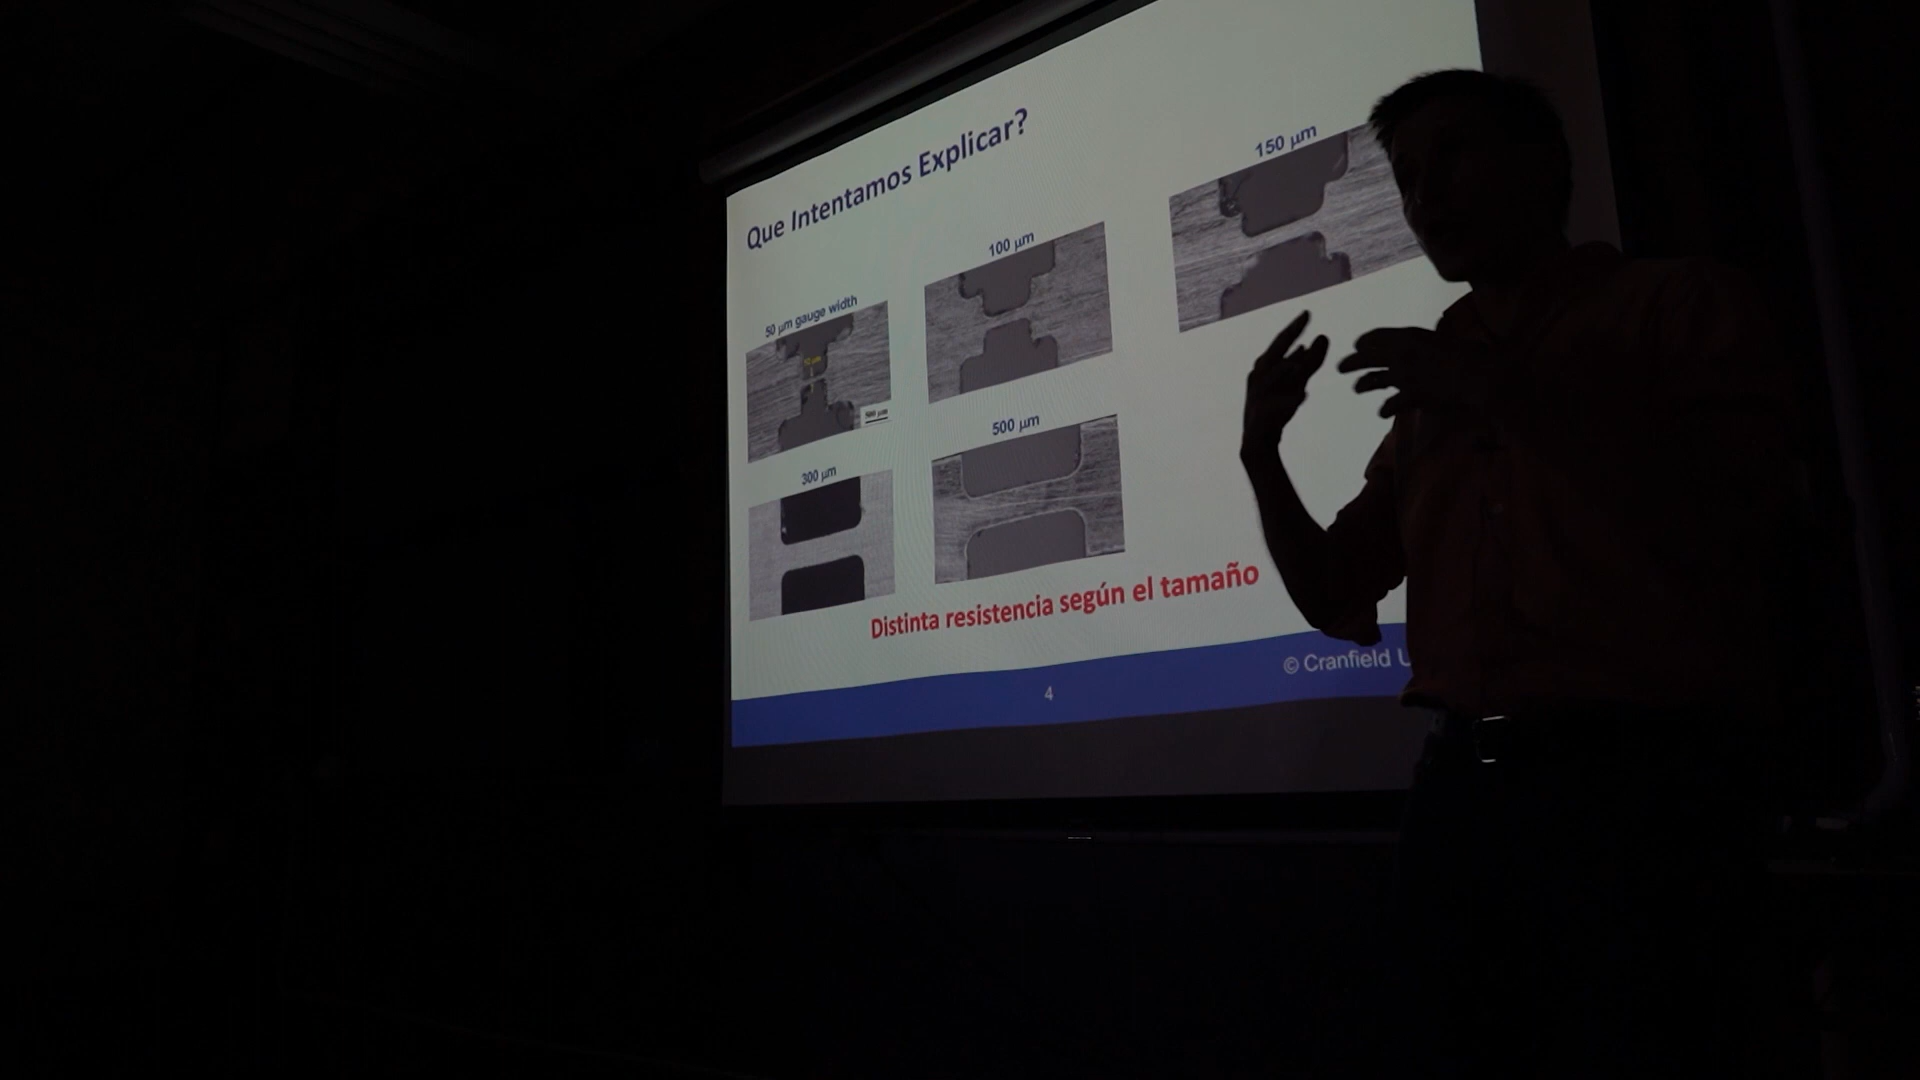 Que Intentamos Explicar?
50 μm gauge width
100 μm
150 μm
500 μm
300 μm
500 μm
Distinta resistencia según el tamaño
© Cranfield U
4